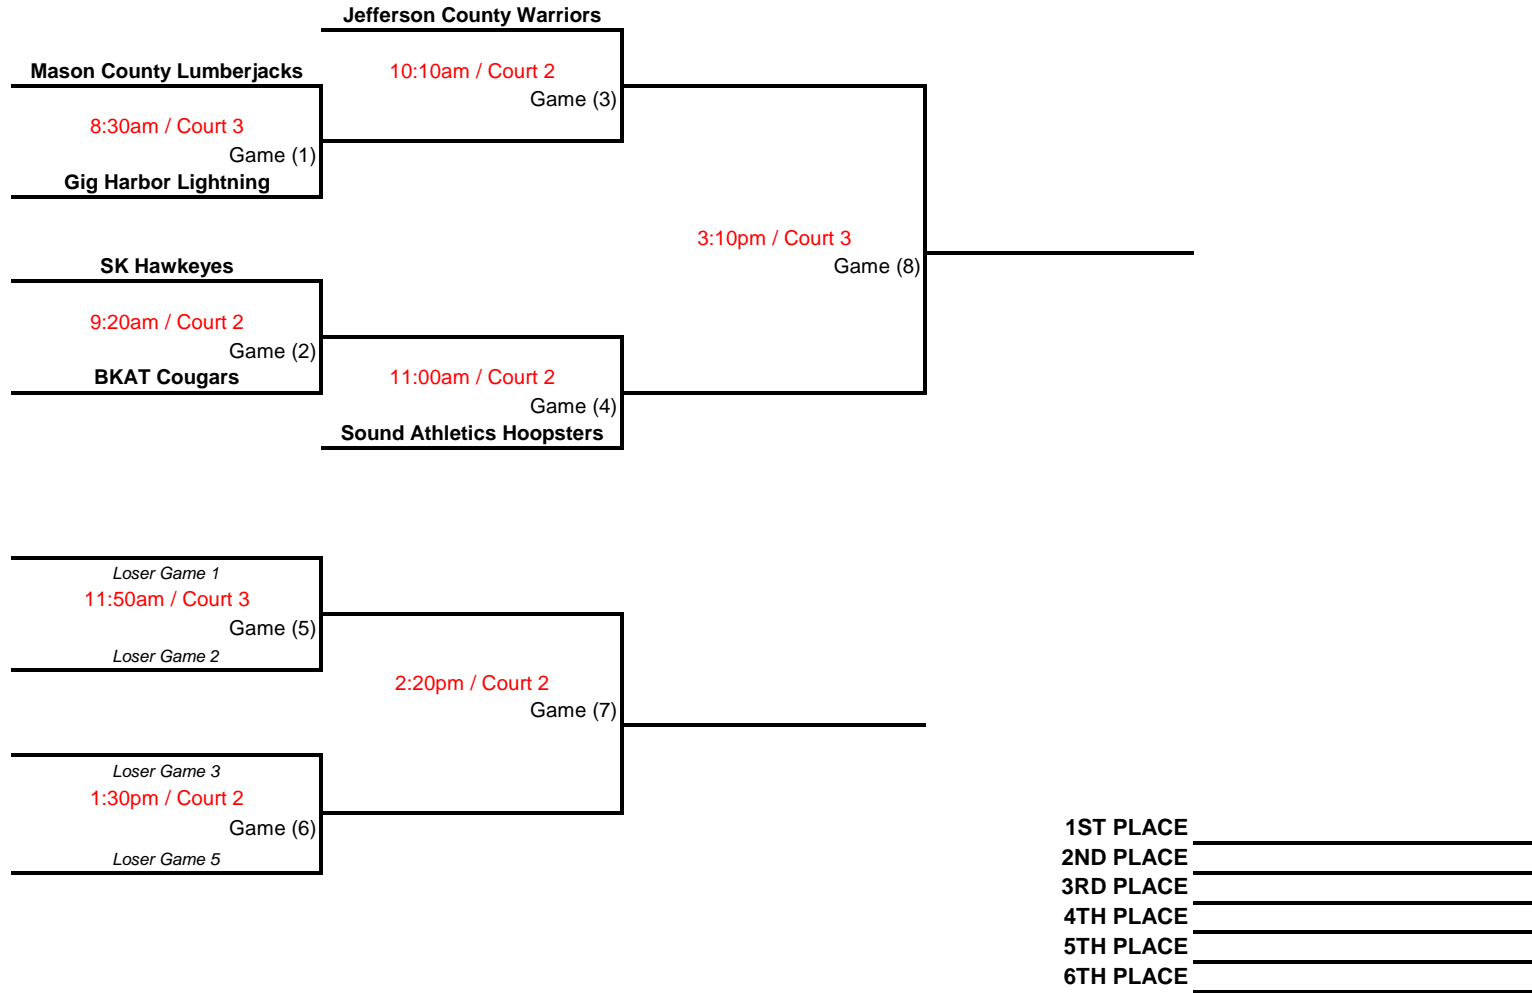 Jefferson County Warriors
Mason County Lumberjacks
10:10am / Court 2
Game (3)
8:30am / Court 3
Game (1)
Gig Harbor Lightning
3:10pm / Court 3
Game (8)
SK Hawkeyes
9:20am / Court 2
Game (2)
BKAT Cougars
11:00am / Court 2
Game (4)
Sound Athletics Hoopsters
Loser Game 1
11:50am / Court 3
Game (5)
Loser Game 2
2:20pm / Court 2
Game (7)
Loser Game 3
1:30pm / Court 2
Game (6)
Loser Game 5
1ST PLACE
2ND PLACE
3RD PLACE
4TH PLACE
5TH PLACE
6TH PLACE